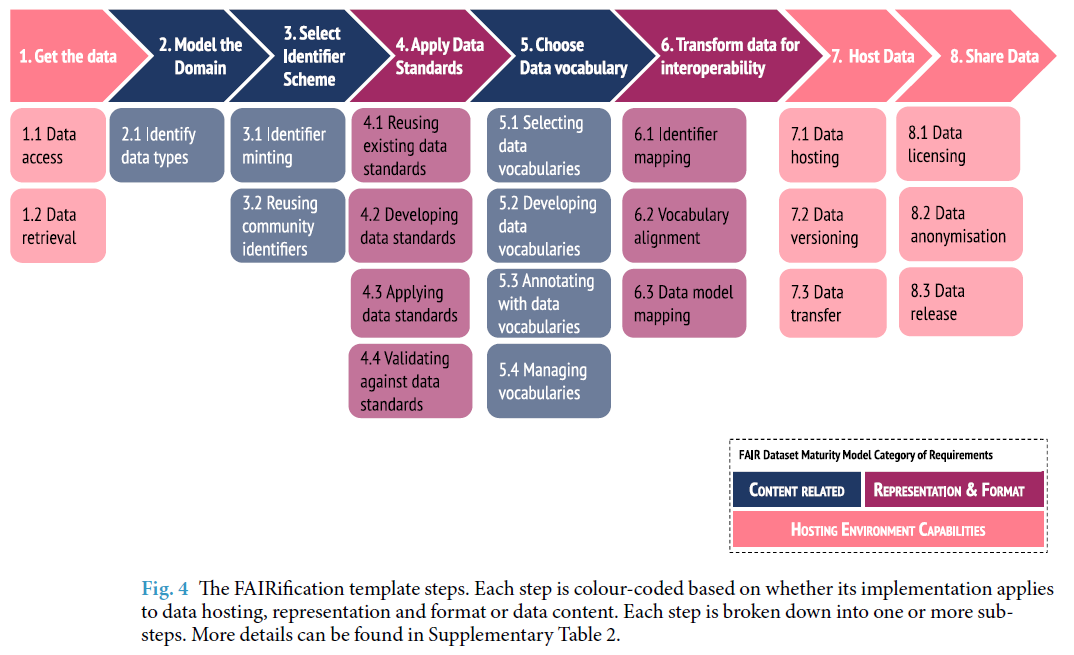 1. Get the data
2. Model the
Domain
3. Select
Identifier
Scheme
4. Apply Data
Standards
5. Choose
Data vocabulary
6. Transform data for
interoperability
7. Host Data
8. Share Data
1.1 Data
access
1.2 Data
retrieval
2.1 Identify
data types
3.1 Identifier
minting
3.2 Reusing
community
identifiers
4.1 Reusing
existing data
standards
4.2 Developing
data standards
4.3 Applying
data standards
4.4 Validating
against data
standards
5.1 Selecting
data
vocabularies
5.2 Developing
data
vocabularies
5.3 Annotating
with data
vocabularies
5.4 Managing
vocabularies
6.1 Identifier
mapping
6.2 Vocabulary
alignment
6.3 Data model
mapping
7.1 Data
hosting
7.2 Data
versioning
7.3 Data
transfer
8.1 Data
licensing
8.2 Data
anonymisation
8.3 Data
release
FAIR Dataset Maturity Model Category of Requirements
Content related
Representation & Format
Hosting Environment Capabilities
Fig. 4 The FAIRification template steps. Each step is colour-coded based on whether its implementation applies
to data hosting, representation and format or data content. Each step is broken down into one or more sub-
steps. More details can be found in Supplementary Table 2.